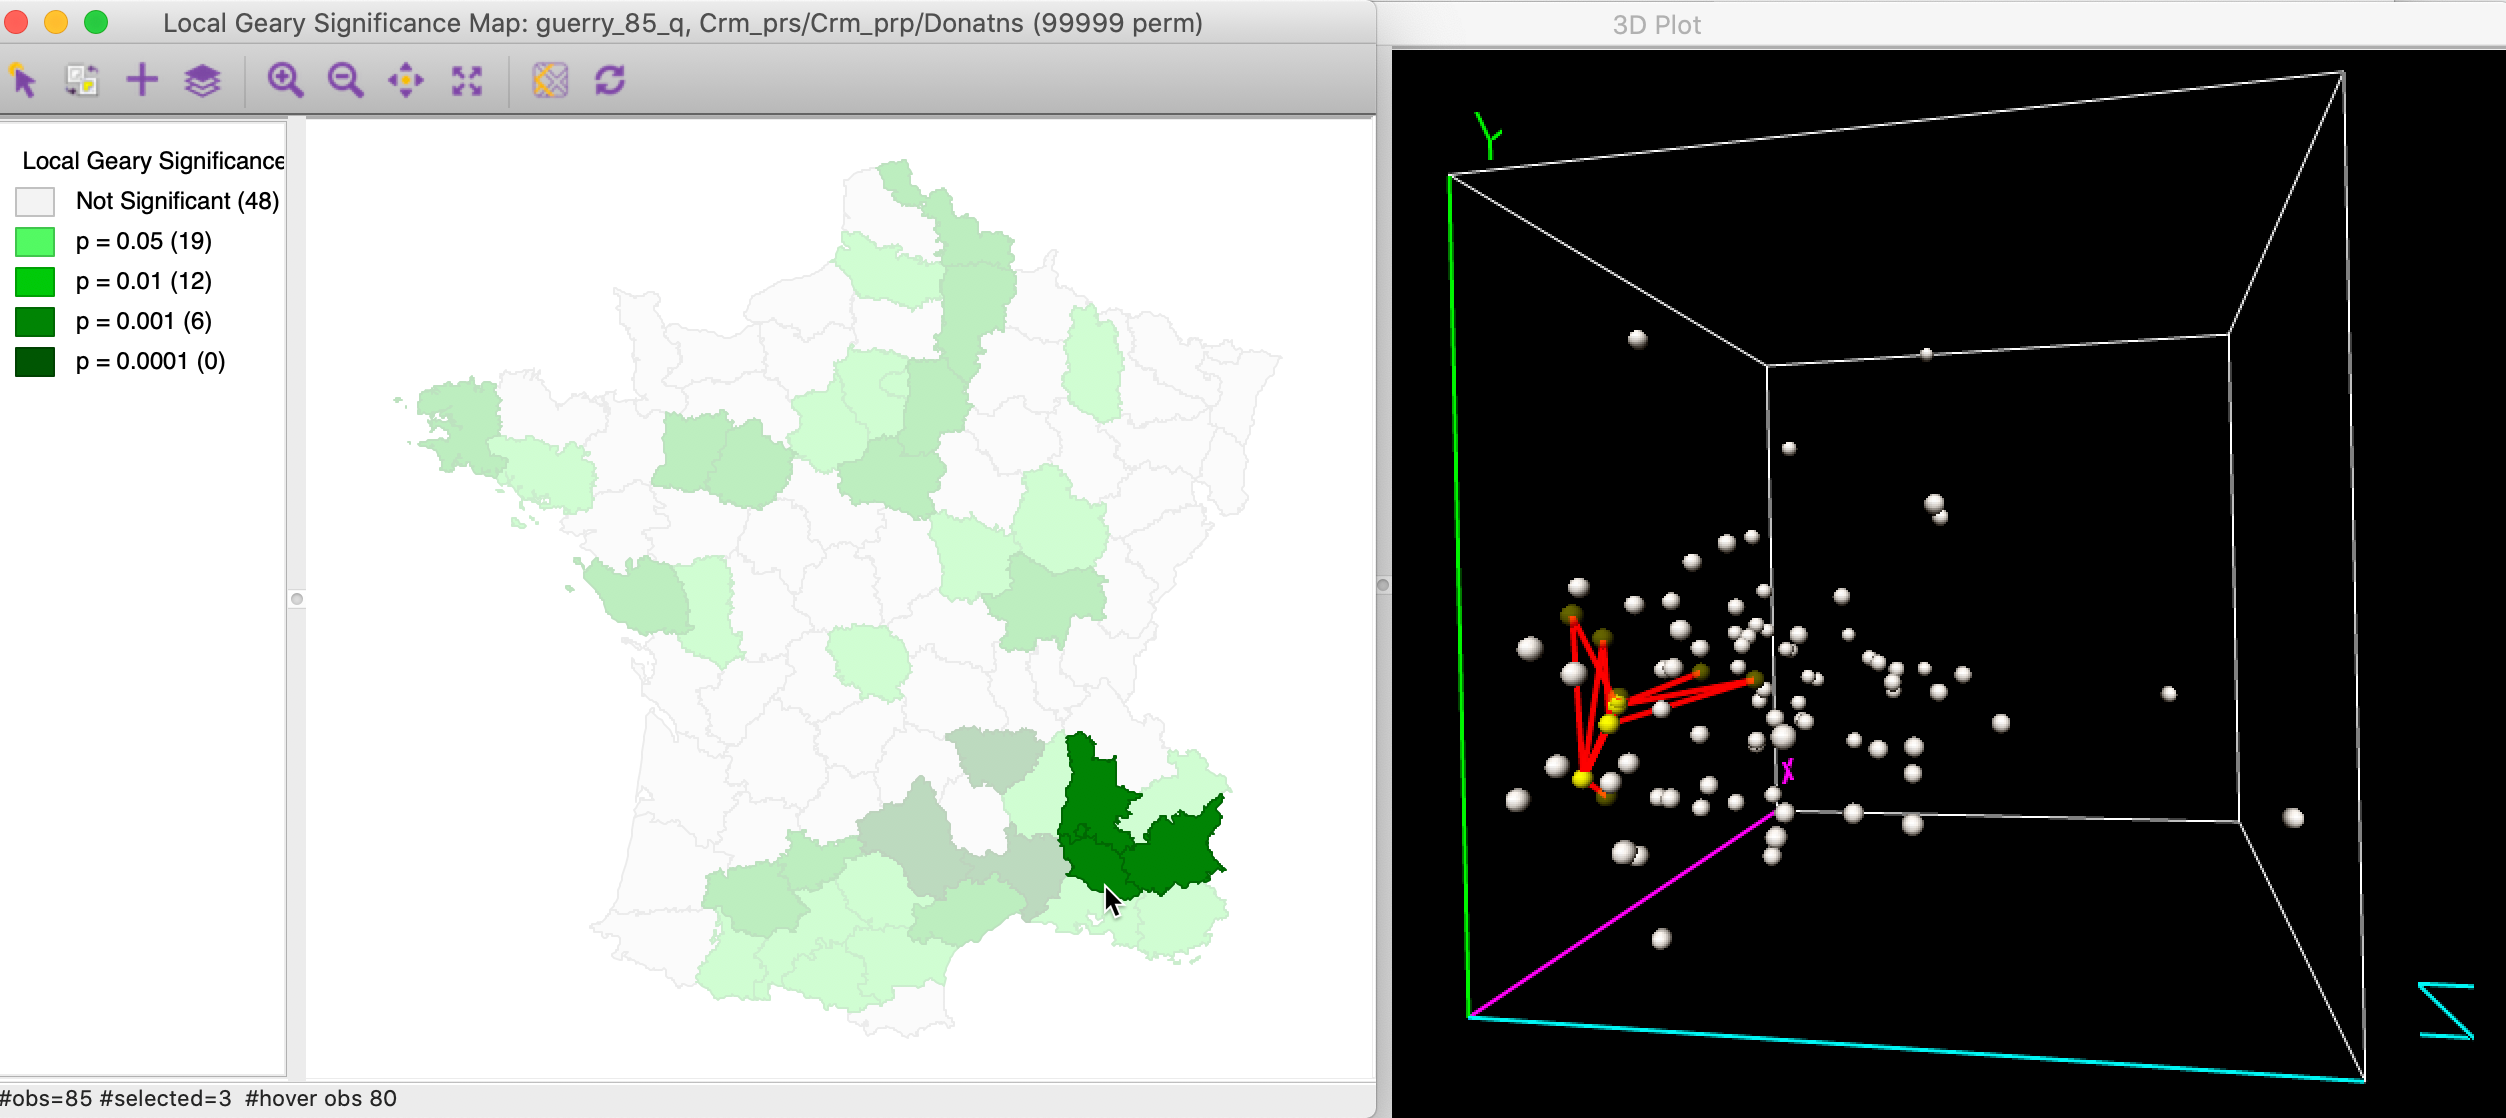 Local Geary Significance Map: guerry_85_q, Crm_prs/Crm_prp/Donatns (99999 perm)
3D Plot
Local Geary Significance
Not Significant (48)
p = 0.05 (19)
p = 0.01 (12)
p = 0.001 (6)
p = 0.0001 (0)
Y
X
Z
#obs=85 #selected=3 #hover obs 80